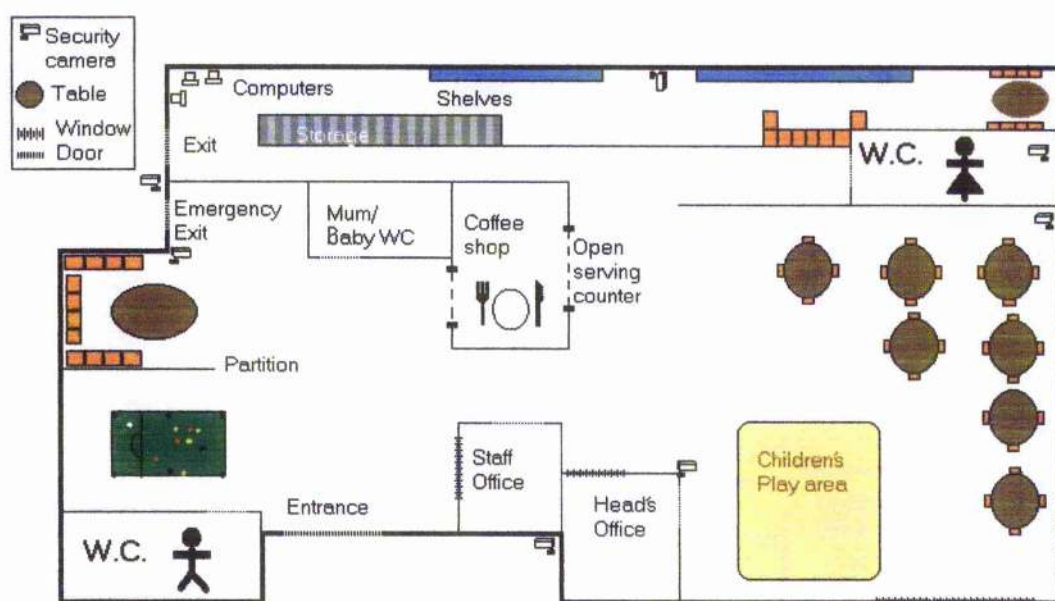 Security
camera
Table
Window
Door
Computers
Shelves
Storage
Exit
W.C.
Emergency
Exit
Mum/
Baby WC
Coffee
shop
Open
serving
counter
Partition
Staff
Office
Children's
Play area
Entrance
Head's
Office
W.C.